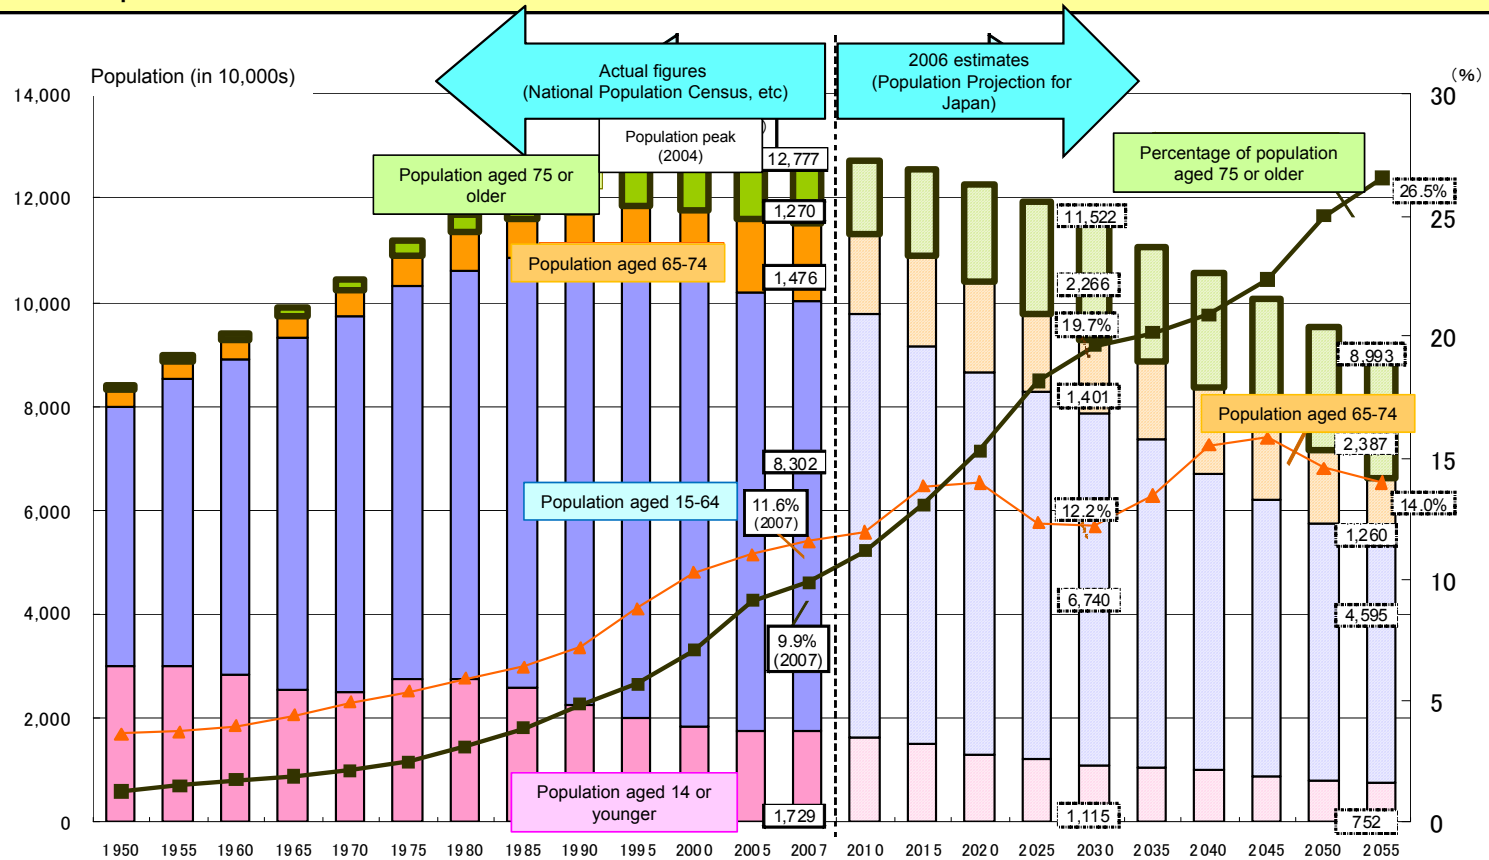 Population (in 10,000s)
Actual figures
(National Population Census, etc)
2006 estimates
(Population Projection for
Japan)
(%)
14,000
12,000
10,000
8,000
6,000
4,000
2,000
0
30
25
20
15
10
5
0
Population peak
(2004)
Population aged 75 or
older
Percentage of population
aged 75 or older
Population aged 65-74
Population aged 15-64
Population aged 14 or
younger
Population aged 65-74
12,777
1,270
1,476
8,302
11.6%
(2007)
9.9%
(2007)
1,729
11,522
2,266
19.7%
1,401
12.2%
6,740
1,115
26.5%
8,993
2,387
14.0%
1,260
4,595
752
1950 1955 1960 1965 1970 1975 1980 1985 1990 1995 2000 2005 2007 2010 2015 2020 2025 2030 2035 2040 2045 2050 2055